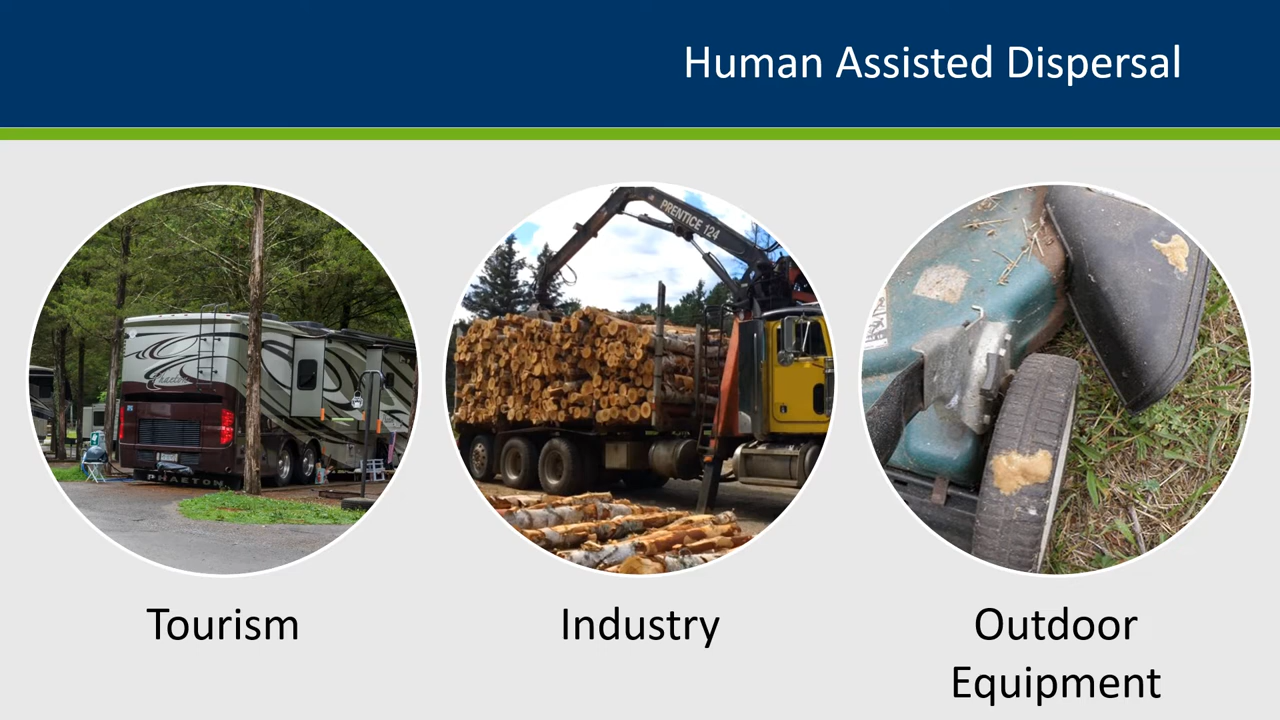 Human Assisted Dispersal
PRENTICE 124
Phaeton
PHAETON
Tourism
Industry
Outdoor
Equipment